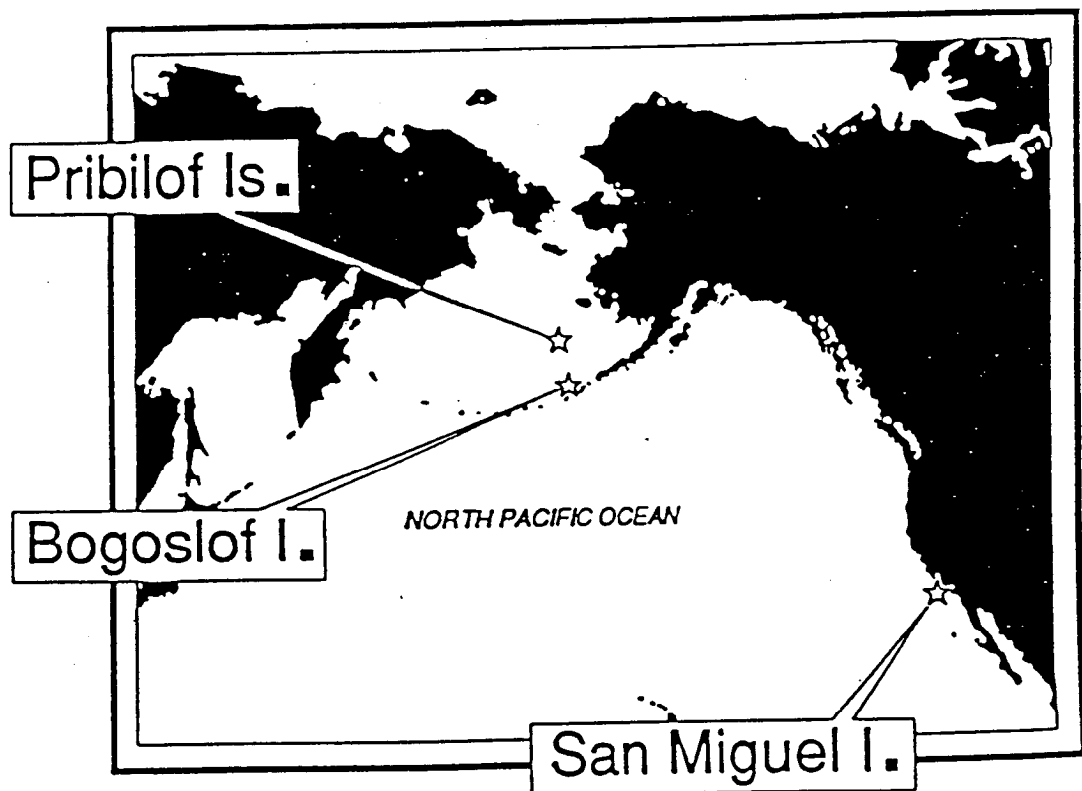 Pribilof Is.
Bogoslof I.
NORTH PACIFIC OCEAN
San Miguel I.